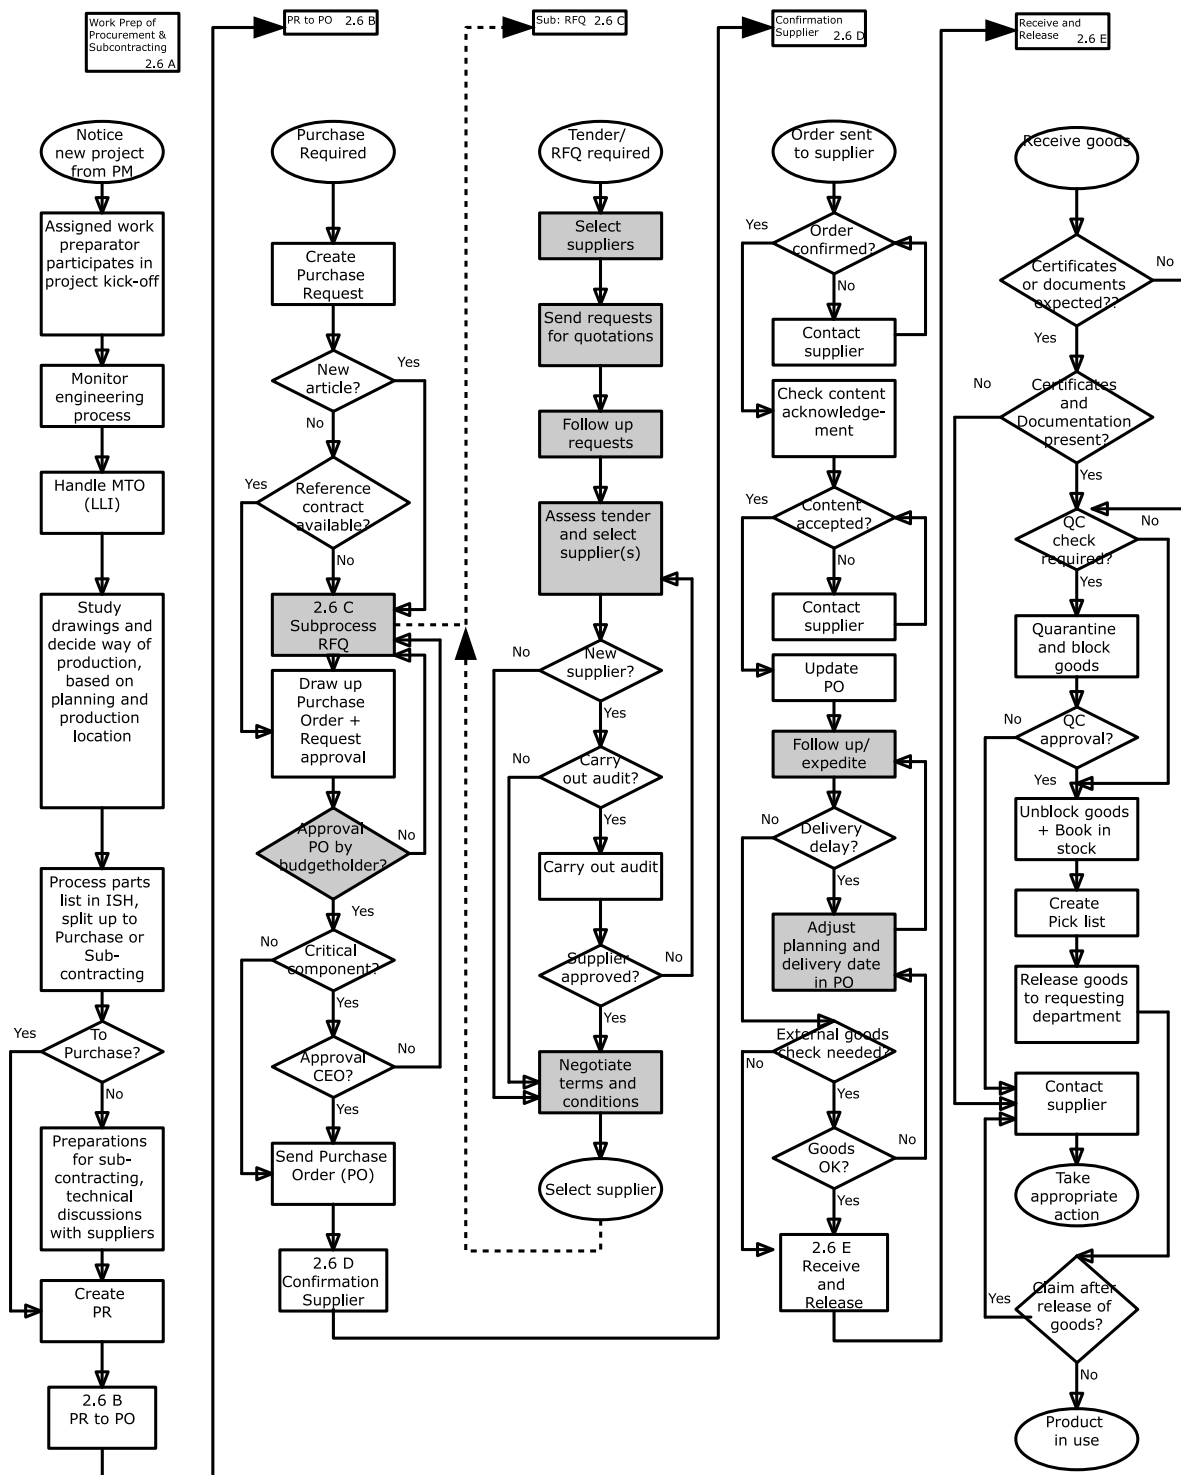 Work Prep of
Procurement &
Subcontracting
2.6 A
Notice
new project
from PM
Assigned work
preparator
participates in
project kick-off
Monitor
engineering
process
Handle MTO
(LLI)
Study
drawings and
decide way of
production,
based on
planning and
production
location
Process parts
list in ISH,
split up to
Purchase or
Sub-
contracting
Yes
To
Purchase?
No
Preparations
for sub-
contracting,
technical
discussions
with suppliers
Create
PR
2.6 B
PR to PO
PR to PO 2.6 B
Purchase
Required
Create
Purchase
Request
Yes
New
article?
No
Yes
Reference
contract
available?
No
2.6 C
Subprocess
RFQ
Draw up
Purchase
Order +
Request
approval
Approval
PO by
budgetholder?
No
Yes
No
Critical
component?
Yes
Approval
CEO?
No
Yes
Send Purchase
Order (PO)
2.6 D
Confirmation
Supplier
Sub: RFQ 2.6 C
Tender/
RFQ required
Select
suppliers
Send requests
for quotations
Follow up
requests
Assess tender
and select
supplier(s)
No
New
supplier?
Yes
No
Carry
out audit?
Yes
Carry out audit
Supplier
approved?
No
Yes
Negotiate
terms and
conditions
Select supplier
Confirmation
Supplier 2.6 D
Order sent
to supplier
Yes
Order
confirmed?
No
Contact
supplier
Check content
acknowledge-
ment
Yes
Content
accepted?
No
Contact
supplier
Update
PO
Follow up/
expedite
No
Delivery
delay?
Yes
Adjust
planning and
delivery date
in PO
External goods
check needed?
No
Yes
Goods
OK?
No
Yes
2.6 E
Receive
and
Release
Receive and
Release 2.6 E
Receive goods
No
Certificates
or documents
expected??
Yes
No
Certificates
and
Documentation
present?
Yes
No
QC
check
required?
Yes
Quarantine
and block
goods
No
QC
approval?
Yes
Unblock goods
+ Book in
stock
Create
Pick list
Release goods
to requesting
department
Contact
supplier
Take
appropriate
action
Claim after
release of
goods?
Yes
No
Product
in use